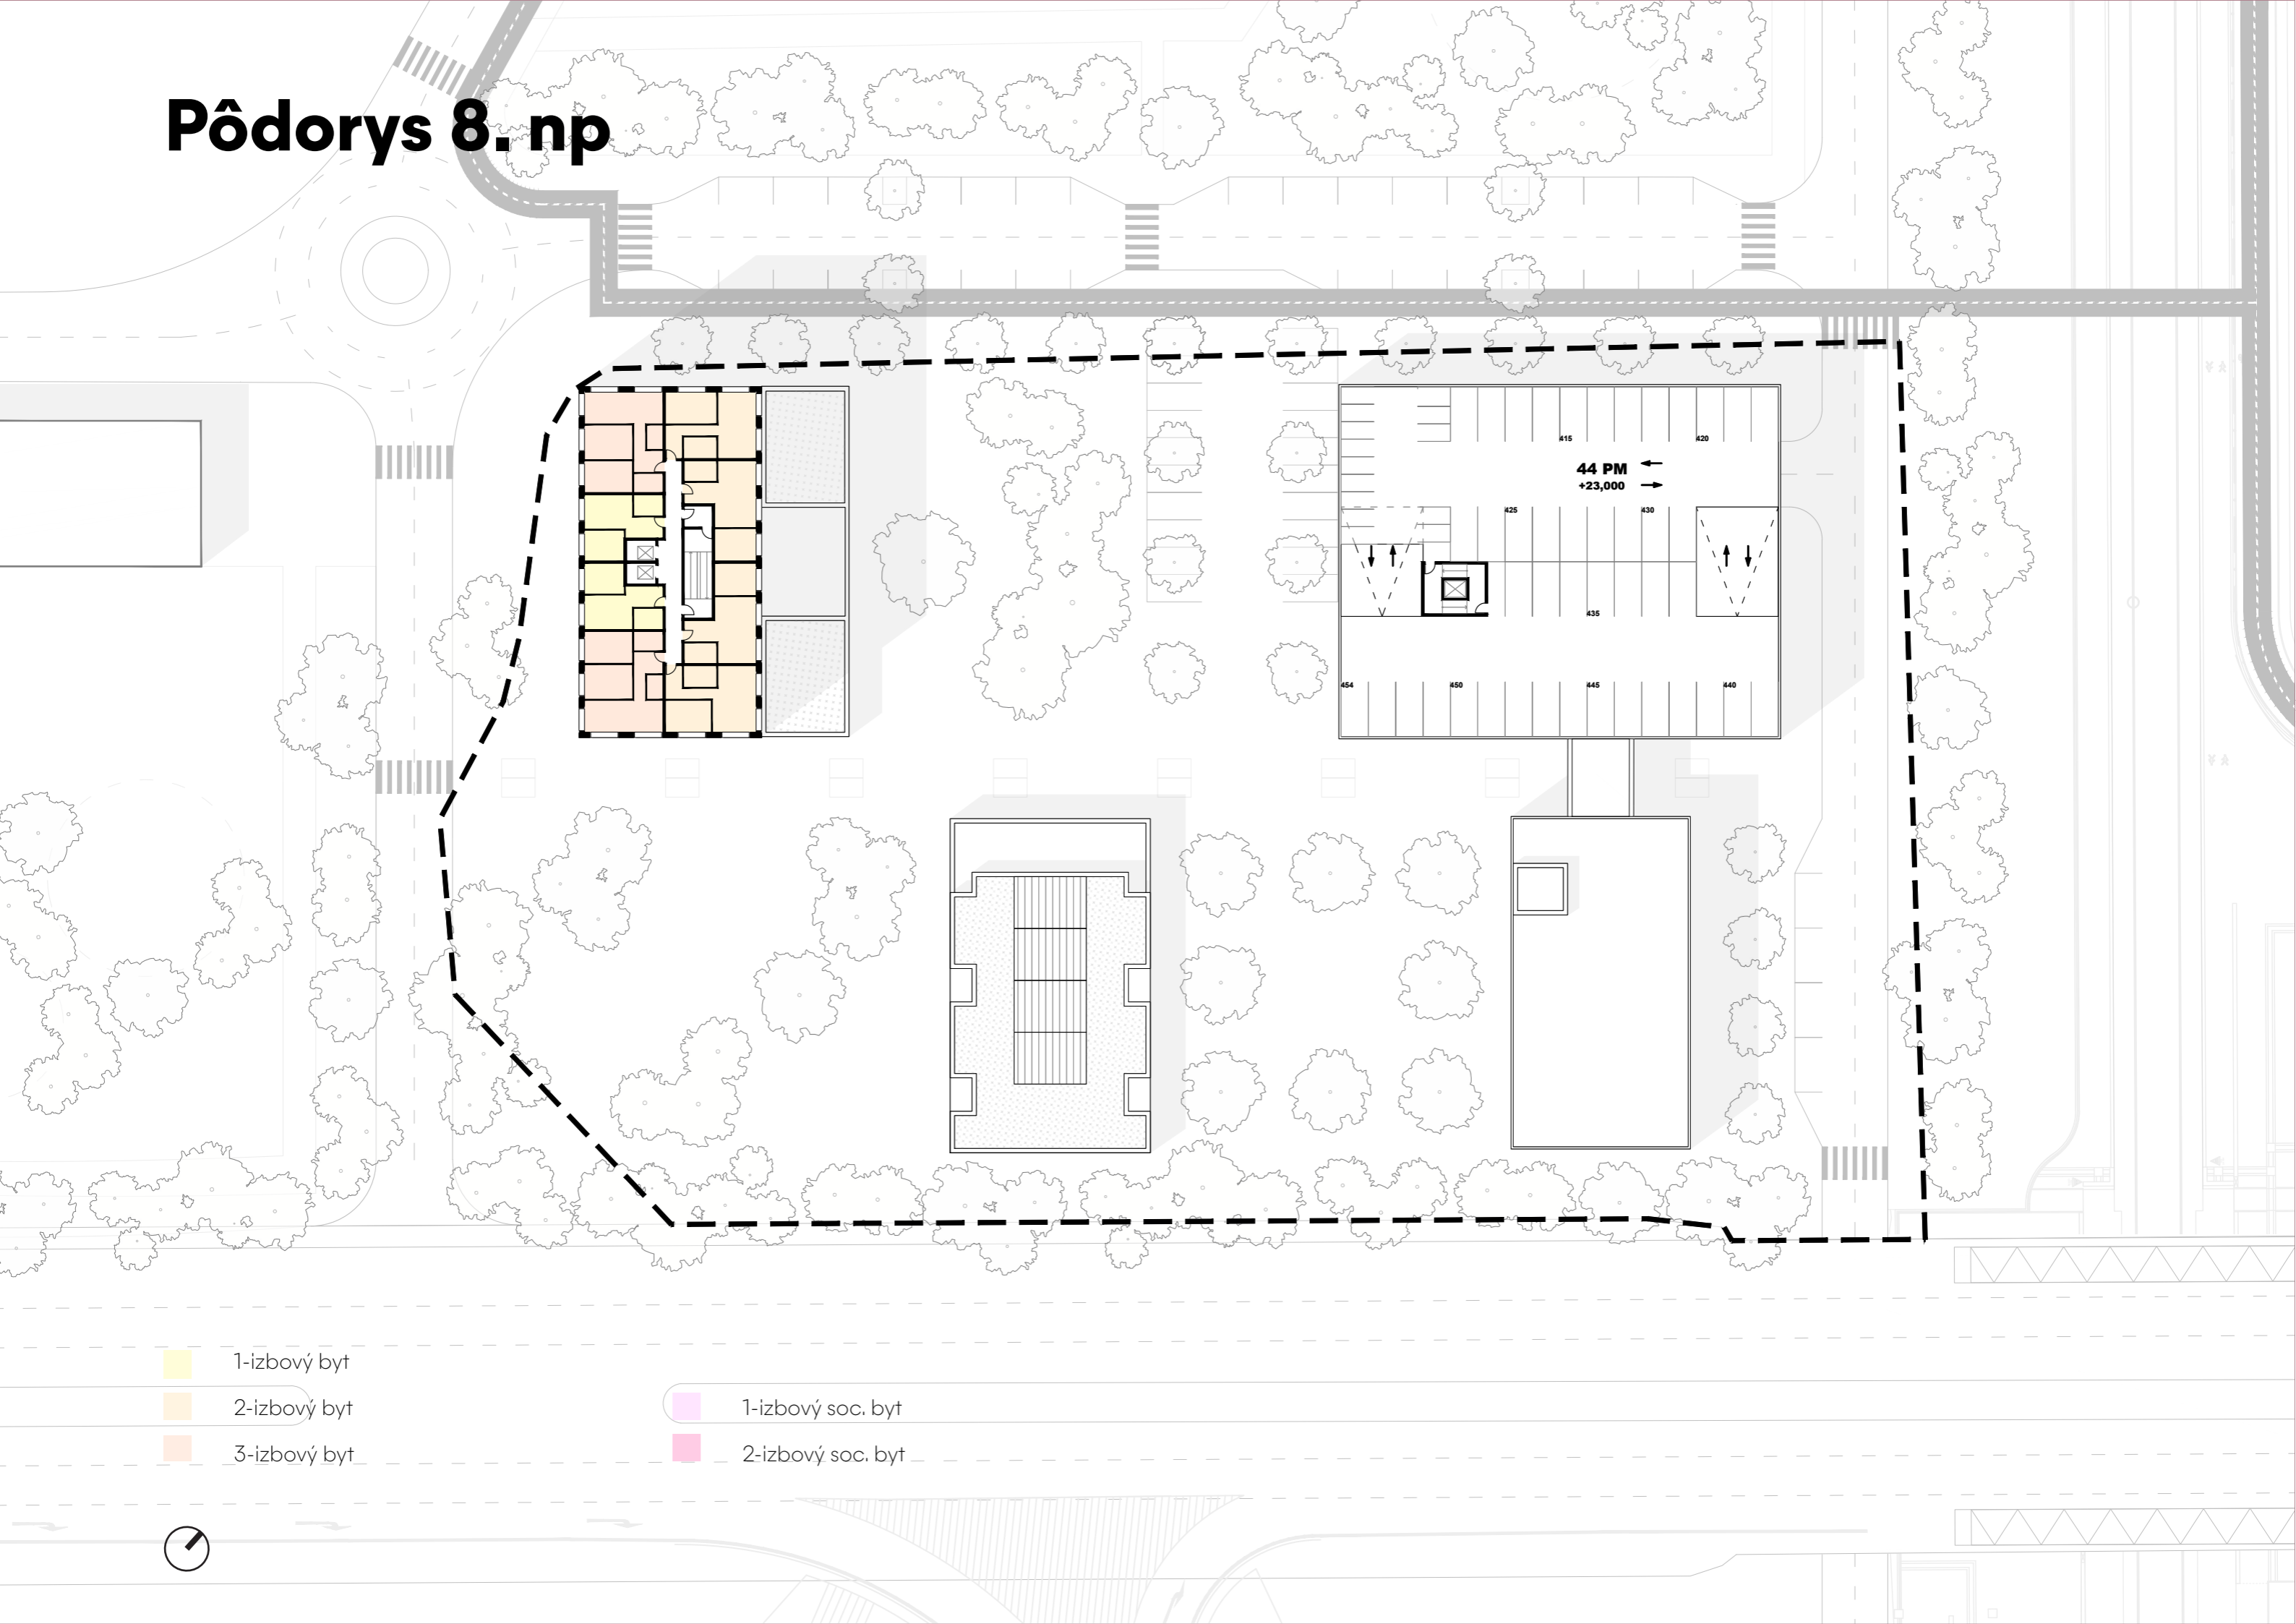 Pôdorys 8. np
415
420
44 PM
+23,000
425
430
435
454
450
445
440
1-izbový byt
2-izbový byt
3-izbový byt
1-izbový soc. byt
2-izbový soc. byt